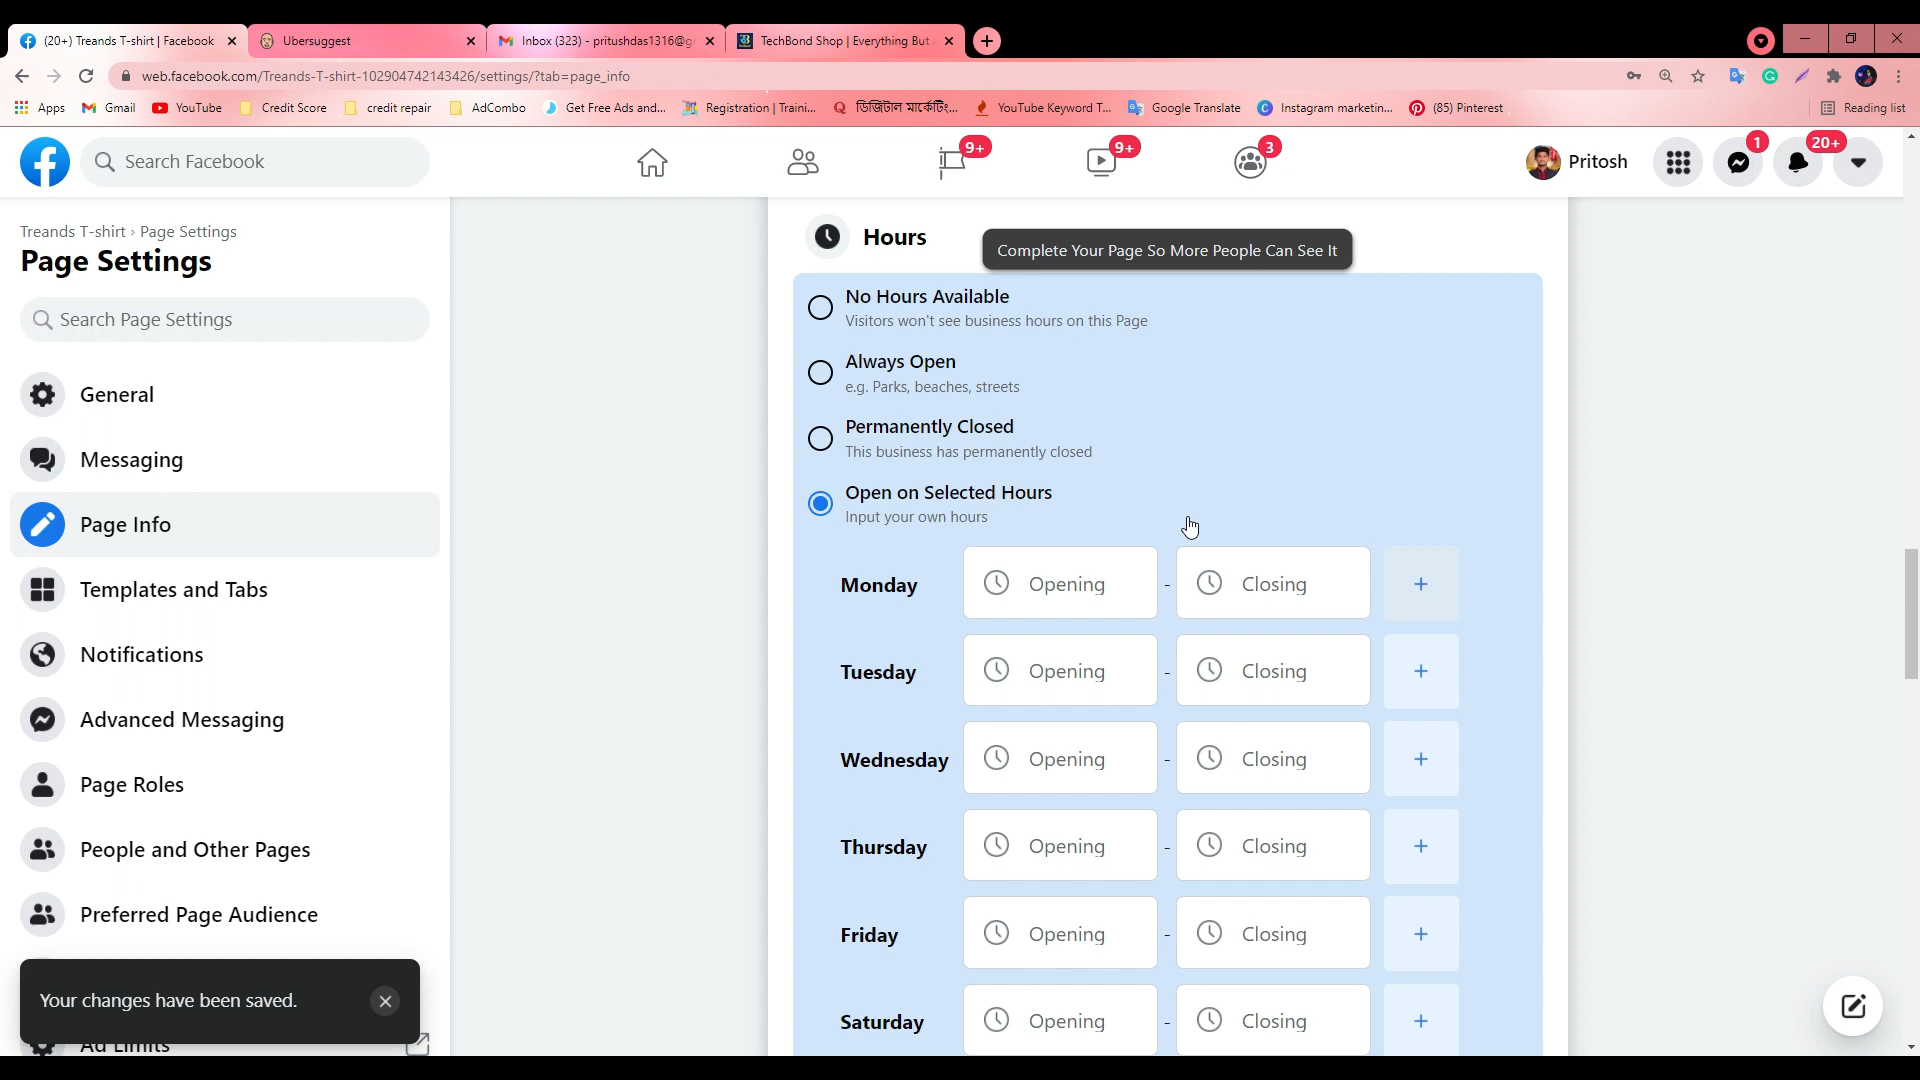 (20+) Treands T-shirt | Facebook
Ubersuggest
Inbox (323) - pritushdas1316@g
TechBond Shop | Everything But
web.facebook.com/Treands-T-shirt-102904742143426/settings/?tab=page_info
Apps
Gmail
YouTube
Credit Score
credit repair
AdCombo
Get Free Ads and...
Registration | Traini...
ডিজিটাল মার্কেটিং...
YouTube Keyword T...
Google Translate
Instagram marketin...
(85) Pinterest
Reading list
Search Facebook
9+
9+
3
Pritosh
1
20+
Treands T-shirt › Page Settings
Page Settings
Search Page Settings
General
Messaging
Page Info
Templates and Tabs
Notifications
Advanced Messaging
Page Roles
People and Other Pages
Preferred Page Audience
Your changes have been saved.
Ad Limits
Hours
Complete Your Page So More People Can See It
No Hours Available
Visitors won't see business hours on this Page
Always Open
e.g. Parks, beaches, streets
Permanently Closed
This business has permanently closed
Open on Selected Hours
Input your own hours
Monday Opening - Closing +
Tuesday Opening - Closing +
Wednesday Opening - Closing +
Thursday Opening - Closing +
Friday Opening - Closing +
Saturday Opening - Closing +